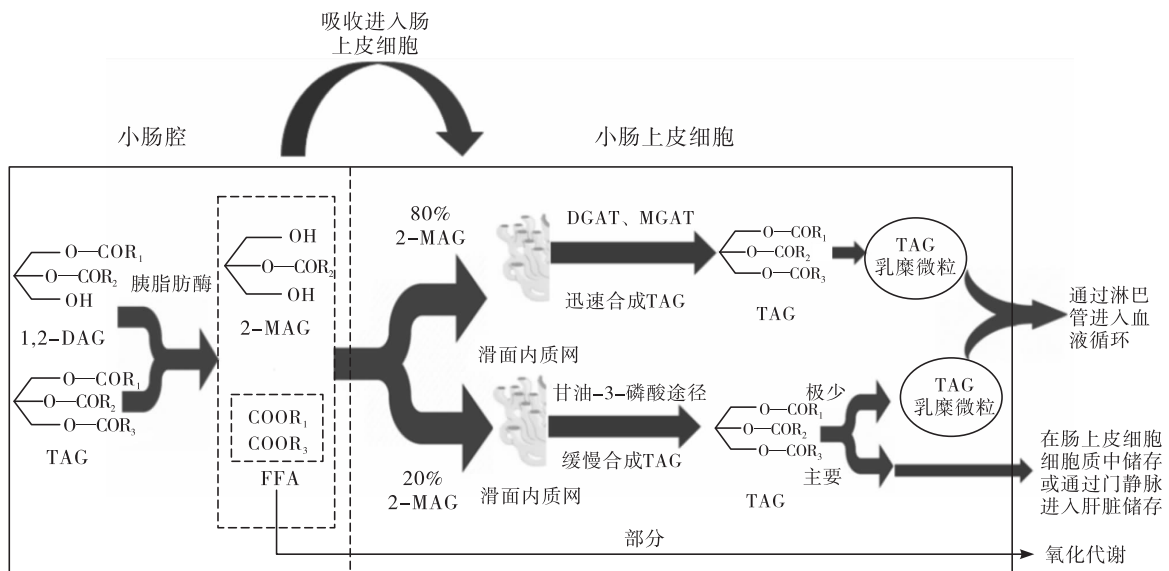 吸收进入肠
上皮细胞
小肠腔
小肠上皮细胞
O—COR₁
O—COR₂
OH
1,2-DAG
O—COR₁
O—COR₂
O—COR₃
TAG
胰脂肪酶
OH
O—COR₂
OH
2-MAG
COOR₁
COOR₃
FFA
80%
2-MAG
滑面内质网
DGAT、MGAT
迅速合成TAG
O—COR₁
O—COR₂
O—COR₃
TAG
TAG
乳糜微粒
通过淋巴
管进入血
液循环
20%
2-MAG
滑面内质网
甘油-3-磷酸途径
缓慢合成TAG
O—COR₁
O—COR₂
O—COR₃
TAG
极少
主要
TAG
乳糜微粒
在肠上皮细胞
细胞质中储存
或通过门静脉
进入肝脏储存
部分
氧化代谢